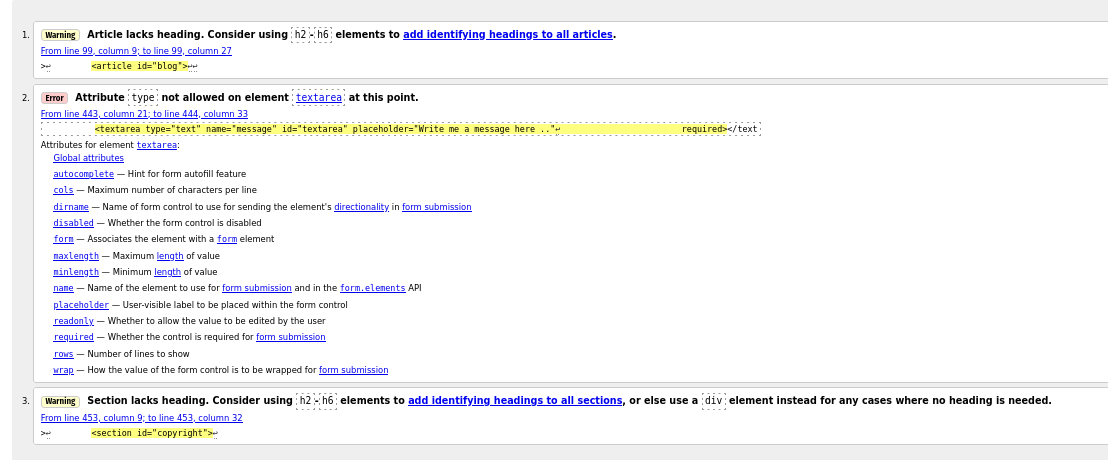 1. Warning Article lacks heading. Consider using h2-h6 elements to add identifying headings to all articles.
From line 99, column 9; to line 99, column 27
>↩ <article id="blog">↩↩
2. Error Attribute type not allowed on element textarea at this point.
From line 443, column 21; to line 444, column 33
<textarea type="text" name="message" id="textarea" placeholder="Write me a message here .."↩ required></text
Attributes for element textarea:
Global attributes
autocomplete — Hint for form autofill feature
cols — Maximum number of characters per line
dirname — Name of form control to use for sending the element's directionality in form submission
disabled — Whether the form control is disabled
form — Associates the element with a form element
maxlength — Maximum length of value
minlength — Minimum length of value
name — Name of the element to use for form submission and in the form.elements API
placeholder — User-visible label to be placed within the form control
readonly — Whether to allow the value to be edited by the user
required — Whether the control is required for form submission
rows — Number of lines to show
wrap — How the value of the form control is to be wrapped for form submission
3. Warning Section lacks heading. Consider using h2-h6 elements to add identifying headings to all sections, or else use a div element instead for any cases where no heading is needed.
From line 453, column 9; to line 453, column 32
>↩ <section id="copyright">↩